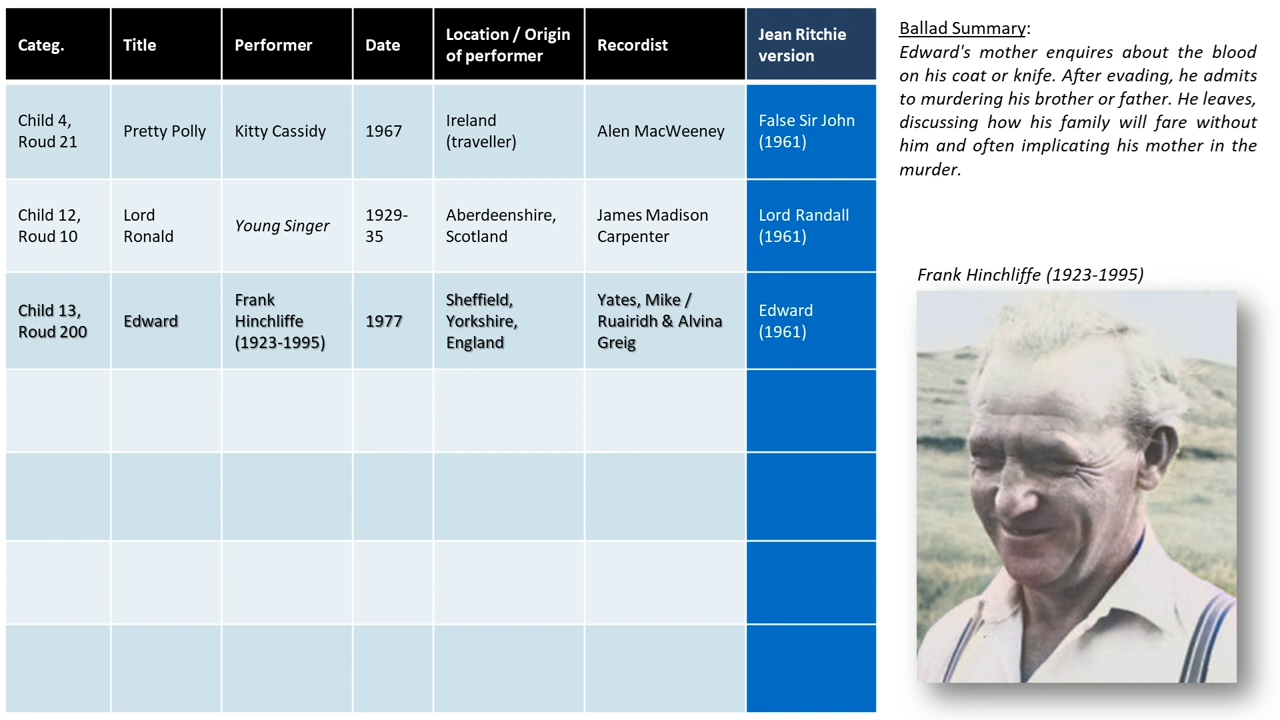 Categ.
Title
Performer
Date
Location / Origin
of performer
Recordist
Jean Ritchie
version
Child 4,
Roud 21
Pretty Polly
Kitty Cassidy
1967
Ireland
(traveller)
Alen MacWeeney
False Sir John
(1961)
Child 12,
Roud 10
Lord
Ronald
Young Singer
1929-
35
Aberdeenshire,
Scotland
James Madison
Carpenter
Lord Randall
(1961)
Child 13,
Roud 200
Edward
Frank
Hinchliffe
(1923-1995)
1977
Sheffield,
Yorkshire,
England
Yates, Mike /
Ruairidh & Alvina
Greig
Edward
(1961)
Ballad Summary:
Edward's mother enquires about the blood
on his coat or knife. After evading, he admits
to murdering his brother or father. He leaves,
discussing how his family will fare without
him and often implicating his mother in the
murder.
Frank Hinchliffe (1923-1995)